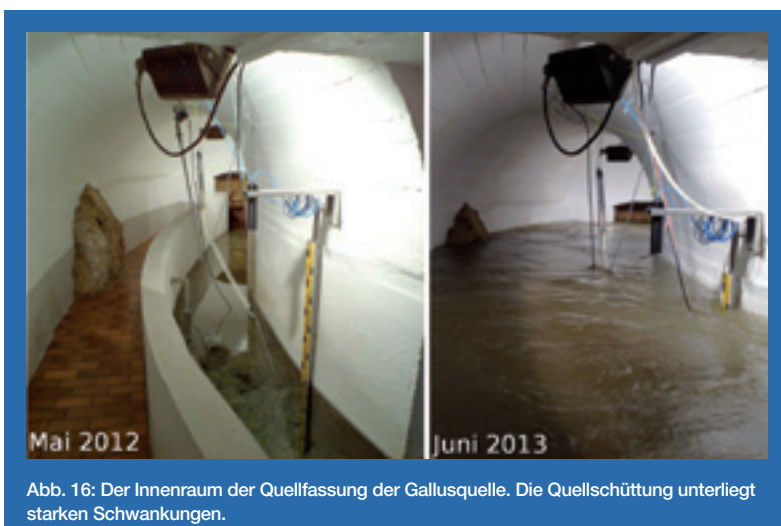 Mai 2012
Juni 2013
Abb. 16: Der Innenraum der Quellfassung der Gallusquelle. Die Quellschüttung unterliegt
starken Schwankungen.